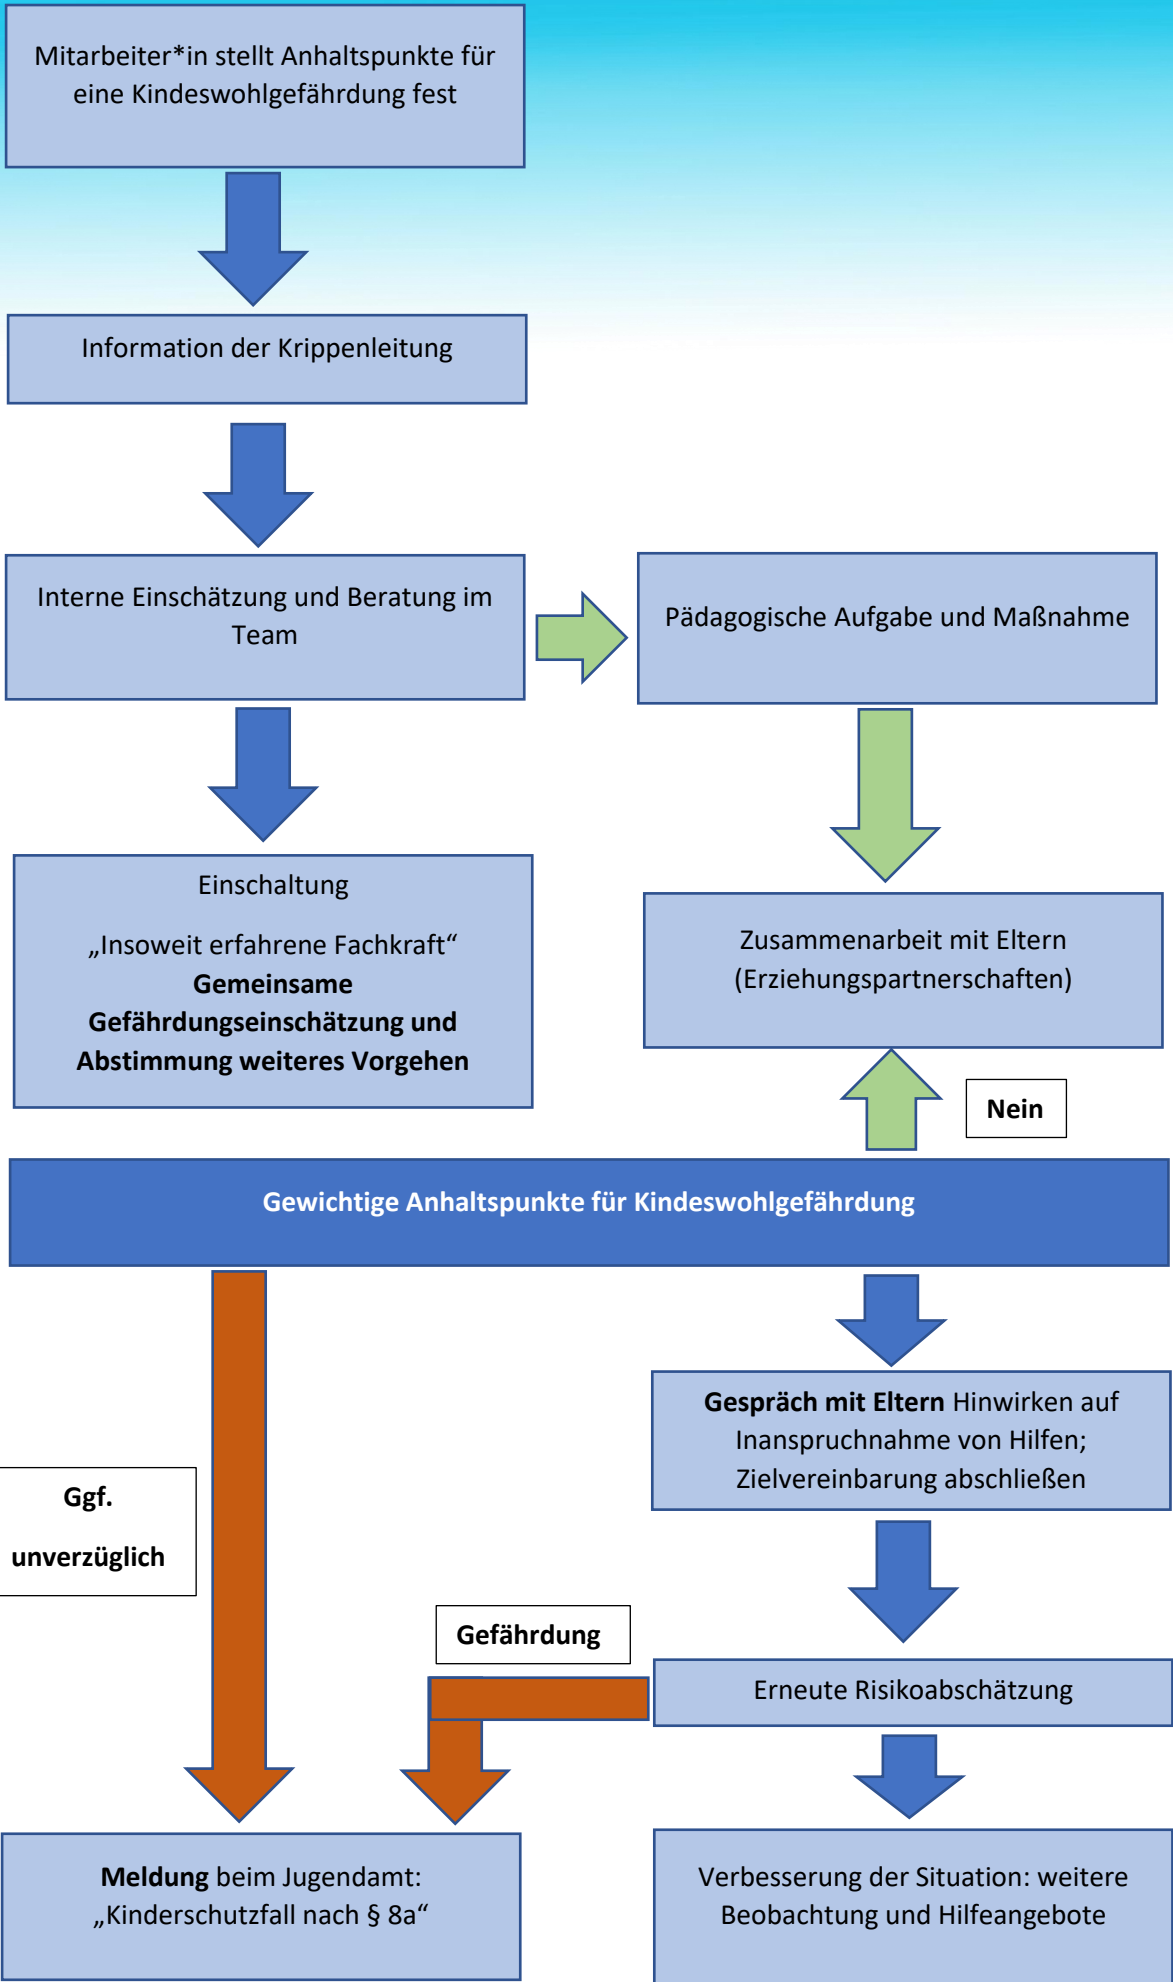 Mitarbeiter*in stellt Anhaltspunkte für
eine Kindeswohlgefährdung fest
Information der Krippenleitung
Interne Einschätzung und Beratung im
Team
Pädagogische Aufgabe und Maßnahme
Einschaltung
„Insoweit erfahrene Fachkraft“
Gemeinsame
Gefährdungseinschätzung und
Abstimmung weiteres Vorgehen
Zusammenarbeit mit Eltern
(Erziehungspartnerschaften)
Nein
Gewichtige Anhaltspunkte für Kindeswohlgefährdung
Gespräch mit Eltern Hinwirken auf
Inanspruchnahme von Hilfen;
Zielvereinbarung abschließen
Ggf.
unverzüglich
Gefährdung
Erneute Risikoabschätzung
Meldung beim Jugendamt:
„Kinderschutzfall nach § 8a“
Verbesserung der Situation: weitere
Beobachtung und Hilfeangebote